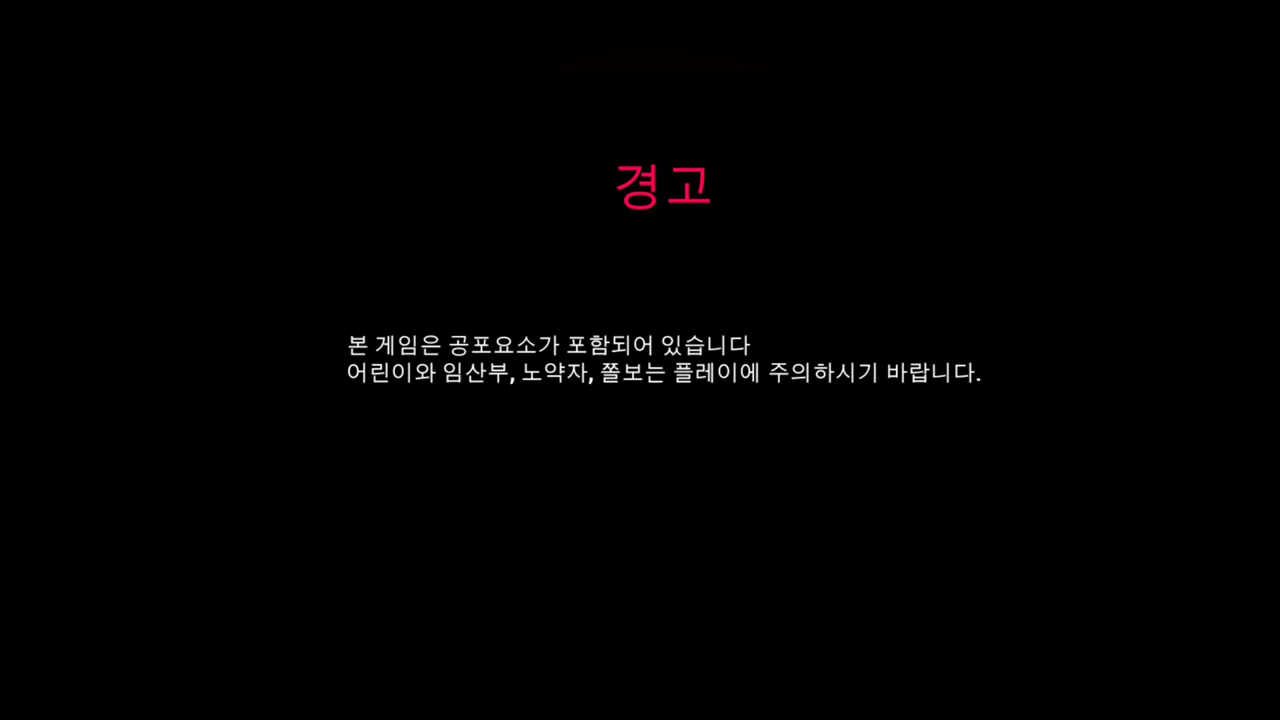 경고
본 게임은 공포요소가 포함되어 있습니다
어린이와 임산부, 노약자, 쫄보는 플레이에 주의하시기 바랍니다.